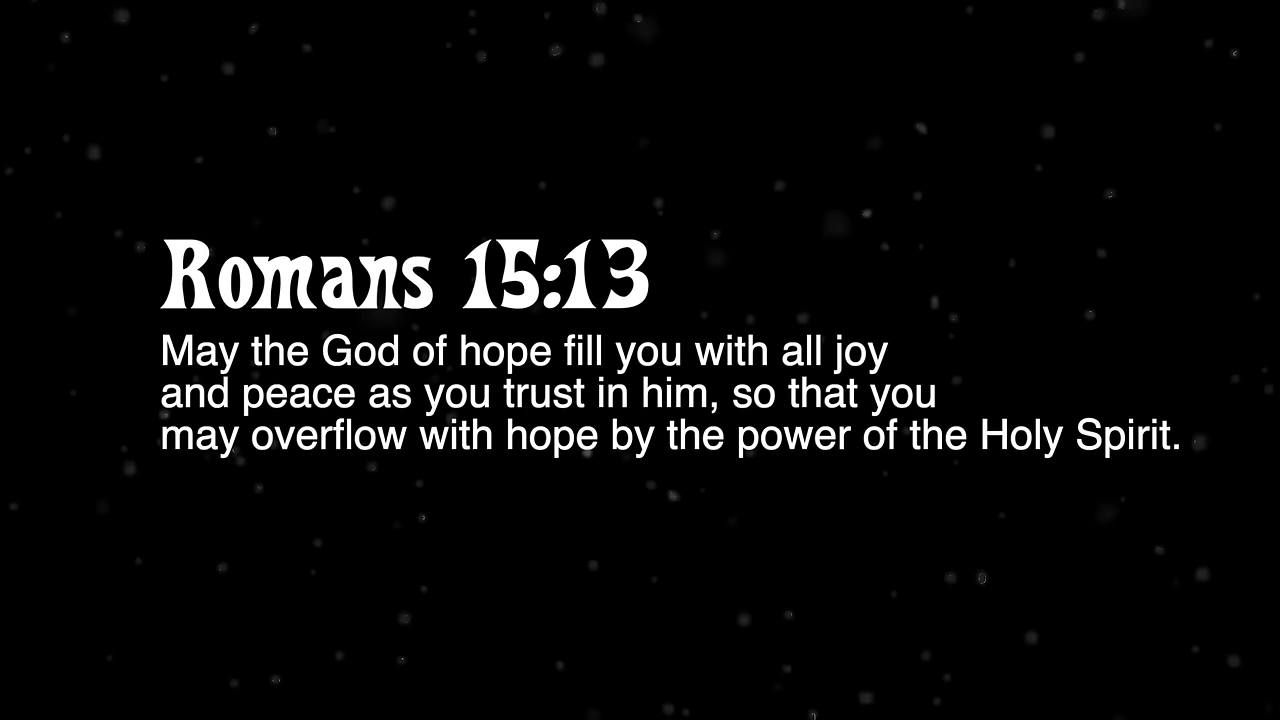 Romans 15:13
May the God of hope fill you with all joy
and peace as you trust in him, so that you
may overflow with hope by the power of the Holy Spirit.